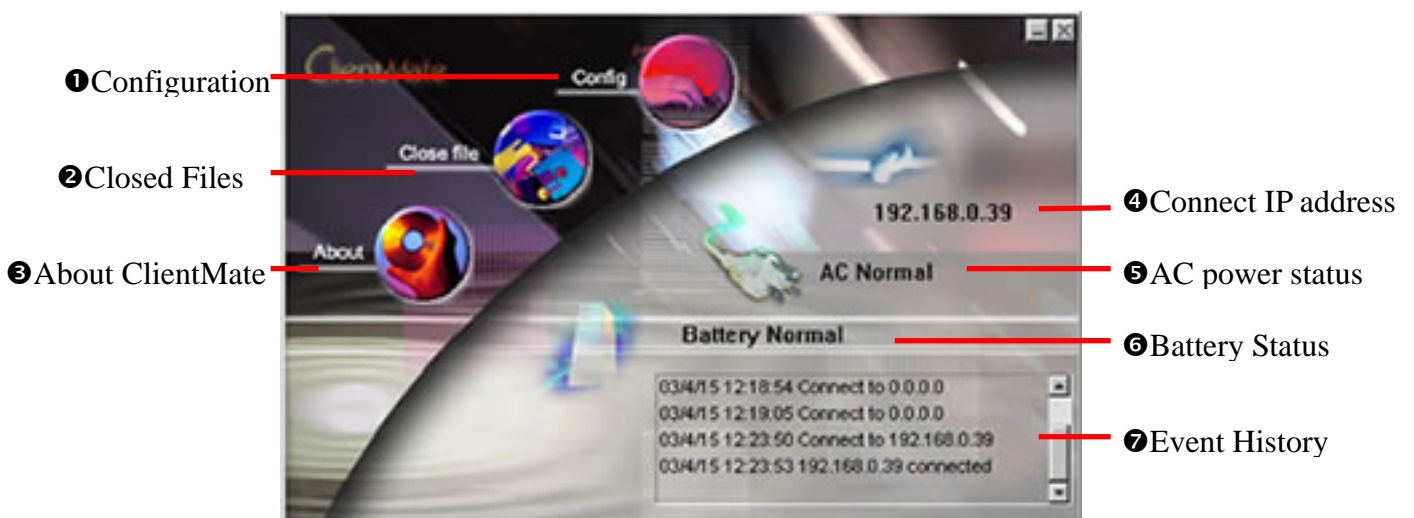 ClientMate
❶Configuration
Config
Close file
❷Closed Files
192.168.0.39
❹Connect IP address
About
❸About ClientMate
AC Normal
❺AC power status
Battery Normal
❻Battery Status
03/4/15 12:18:54 Connect to 0.0.0.0
03/4/15 12:19:05 Connect to 0.0.0.0
03/4/15 12:23:50 Connect to 192.168.0.39
03/4/15 12:23:53 192.168.0.39 connected
❼Event History